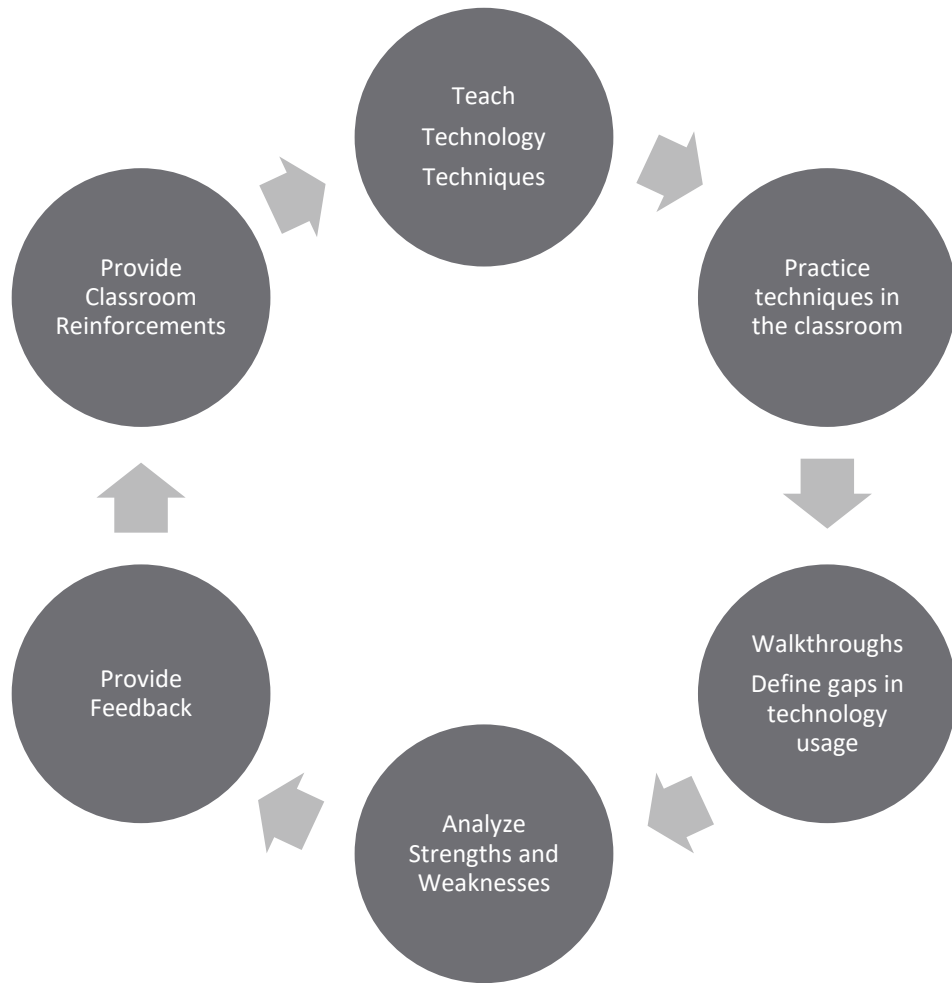 Teach
Technology
Techniques
Practice
techniques in
the classroom
Walkthroughs
Define gaps in
technology
usage
Analyze
Strengths and
Weaknesses
Provide
Feedback
Provide
Classroom
Reinforcements